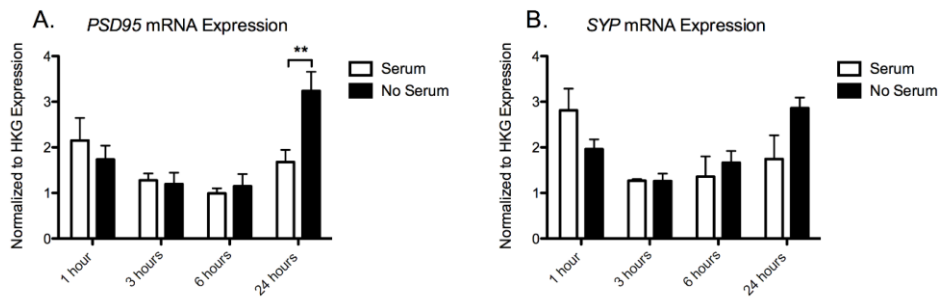 A.
PSD95 mRNA Expression
Normalized to HKG Expression
4
3
2
1
0
**
Serum
No Serum
1 hour
3 hours
6 hours
24 hours
B.
SYP mRNA Expression
Normalized to HKG Expression
4
3
2
1
0
Serum
No Serum
1 hour
3 hours
6 hours
24 hours